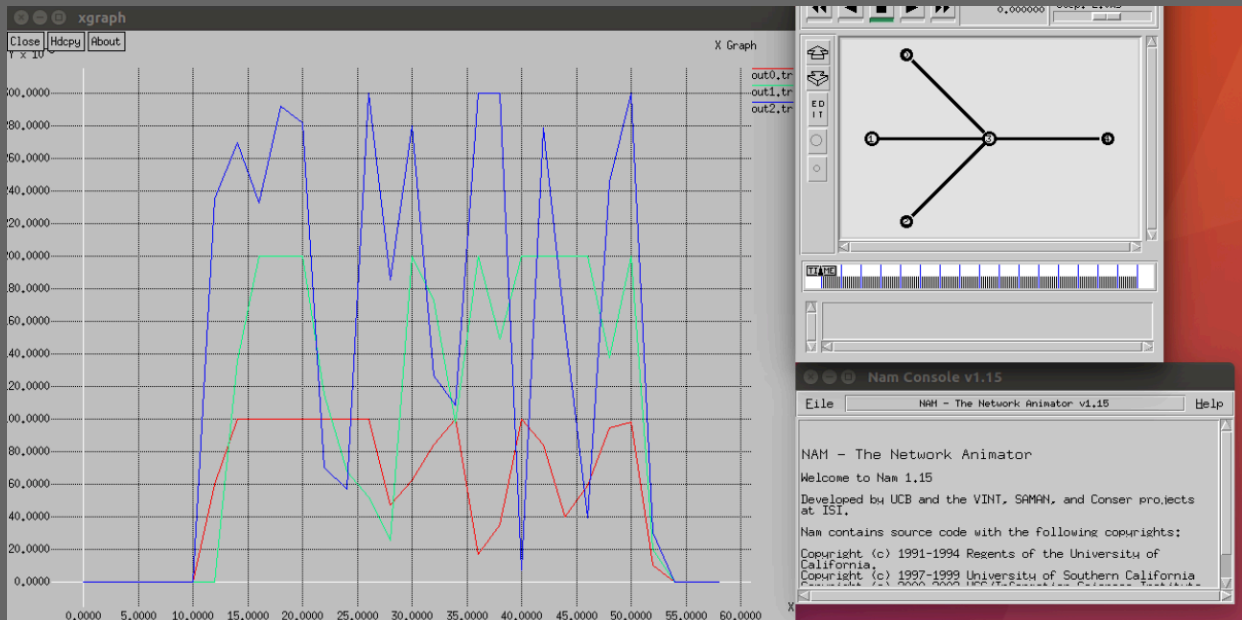 xgraph
Close Hdcpy About
X Graph
out0.tr
out1.tr
out2.tr
00.0000
280.0000
260.0000
240.0000
220.0000
200.0000
180.0000
160.0000
140.0000
120.0000
100.0000
80.0000
60.0000
40.0000
20.0000
0.0000
0.0000 5.0000 10.0000 15.0000 20.0000 25.0000 30.0000 35.0000 40.0000 45.0000 50.0000 55.0000 60.0000
X
0.000000
ED
IT
1
3
TIME
Nam Console v1.15
File NAM - The Network Animator v1.15 Help
NAM - The Network Animator
Welcome to Nam 1.15
Developed by UCB and the VINT, SAMAN, and Conser projects
at ISI.
Nam contains source code with the following copyrights:
Copyright (c) 1991-1994 Regents of the University of
California.
Copyright (c) 1997-1999 University of Southern California